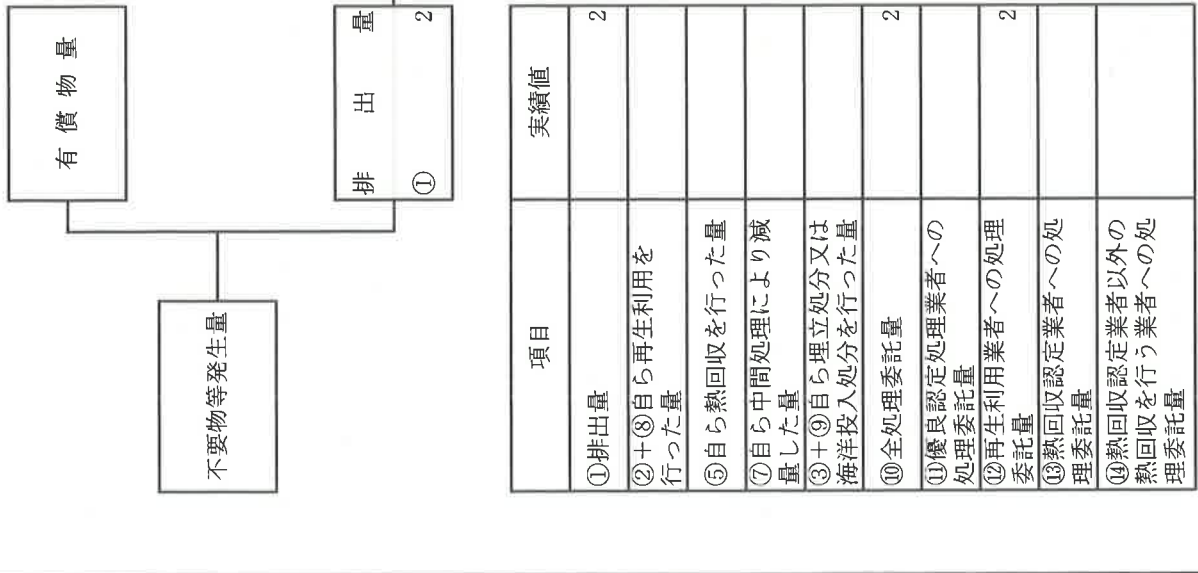 有償物量
不要物等発生量
排出量
① 2
項目 実績値
①排出量 2
②+⑧自ら再生利用を
行った量
⑤自ら熱回収を行った量
⑦自ら中間処理により減
量した量
③+⑨自ら埋立処分又は
海洋投入処分を行った量
⑩全処理委託量 2
⑪優良認定処理業者への
処理委託量
⑫再生利用業者への処理 2
委託量
⑬熱回収認定業者への処
理委託量
⑭熱回収認定業者以外の
熱回収を行う業者への処
理委託量